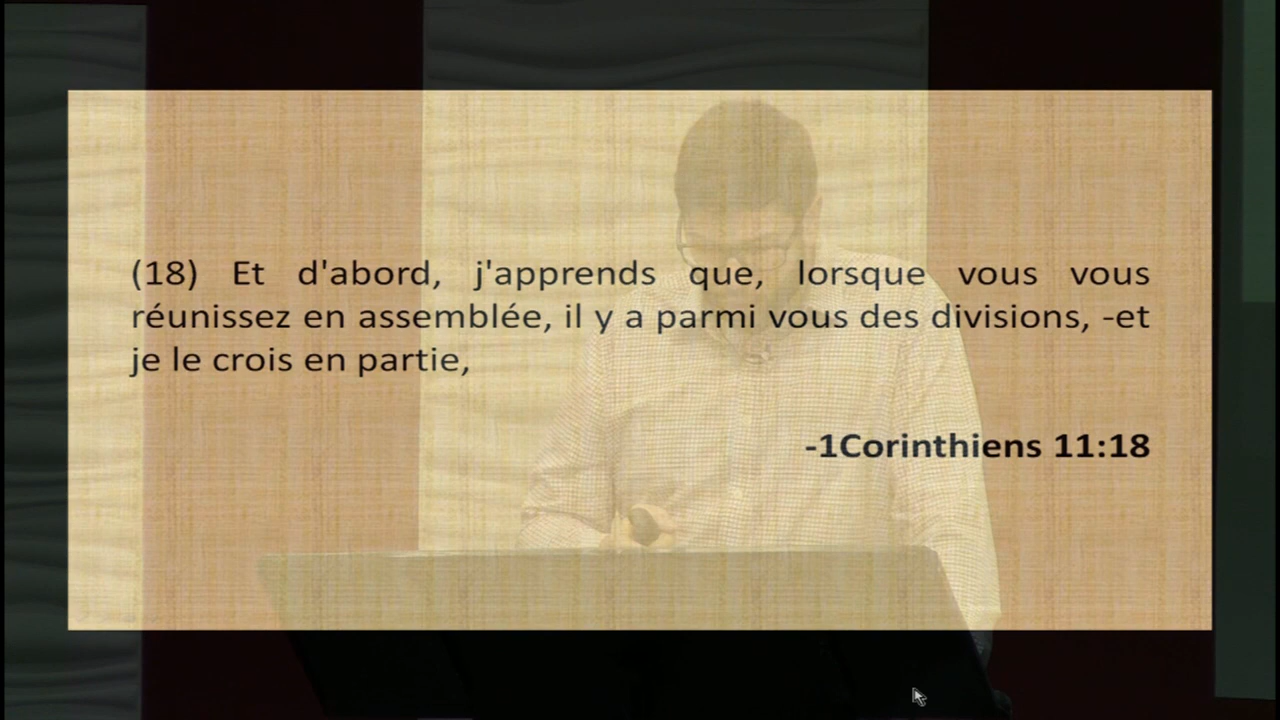 (18) Et d'abord, j'apprends que, lorsque vous vous
réunissez en assemblée, il y a parmi vous des divisions, -et
je le crois en partie,
-1Corinthiens 11:18